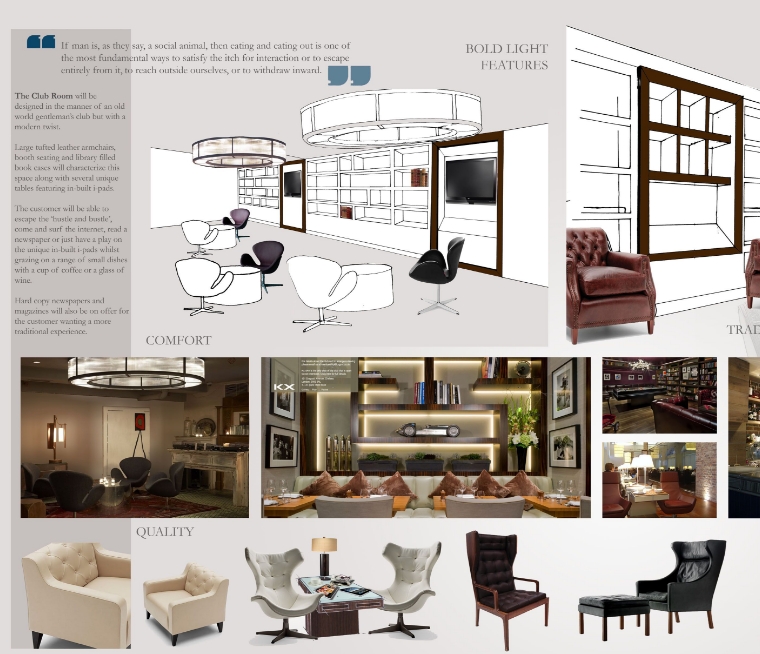 If man is, as they say, a social animal, then eating and eating out is one of
the most fundamental ways to satisfy the itch for interaction or to escape
entirely from it, to reach outside ourselves, or to withdraw inward.
BOLD LIGHT
FEATURES
The Club Room will be
designed in the manner of an old
world gentleman's club but with a
modern twist.
Large tufted leather armchairs,
booth seating and library filled
book cases will characterize this
space along with several unique
tables featuring in-built i-pads.
The customer will be able to
escape the 'hustle and bustle',
come and surf the internet, read a
newspaper or just have a play on
the unique in-built i-pads whilst
grazing on a range of small dishes
with a cup of coffee or a glass of
wine.
Hard copy newspapers and
magazines will also be on offer for
the customer wanting a more
traditional experience.
COMFORT
TRAD
KX
QUALITY